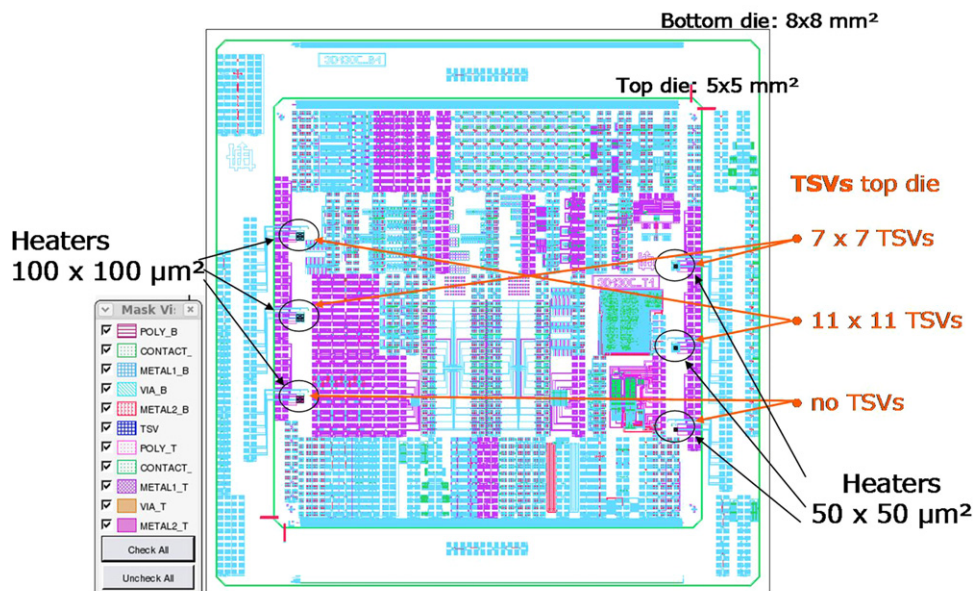 Bottom die: 8x8 mm²
Top die: 5x5 mm²
TSVs top die
7 x 7 TSVs
11 x 11 TSVs
no TSVs
Heaters
100 x 100 µm²
Heaters
50 x 50 µm²
Mask Vi:
POLY_B
CONTACT_
METAL1_B
VIA_B
METAL2_B
TSV
POLY_T
CONTACT_
METAL1_T
VIA_T
METAL2_T
Check All
Uncheck All